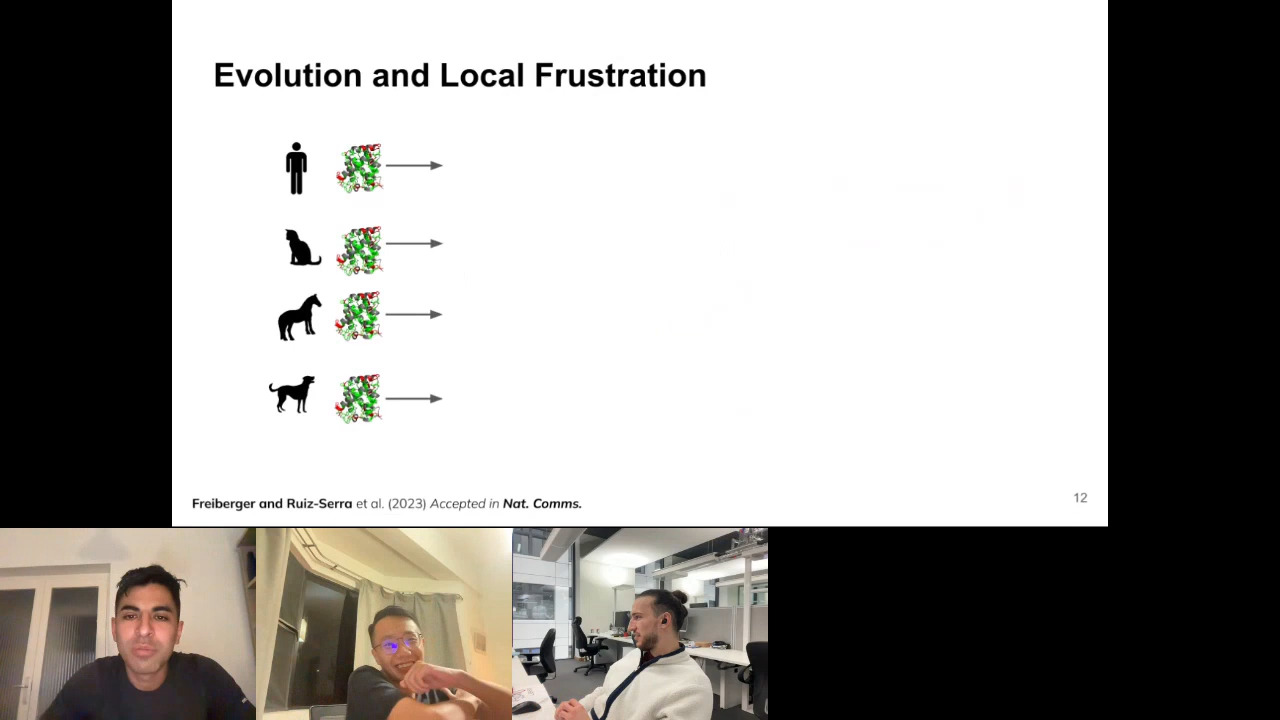 Evolution and Local Frustration
Freiberger and Ruiz-Serra et al. (2023) Accepted in Nat. Comms.
12